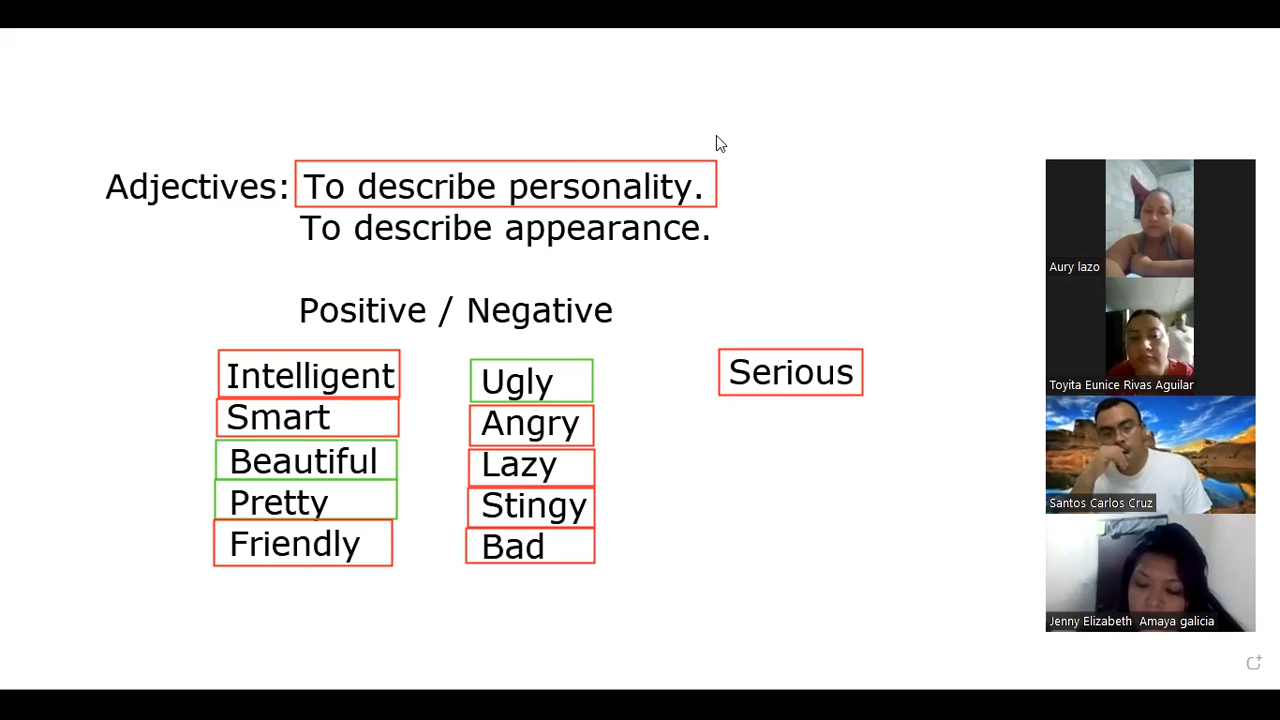 Adjectives: To describe personality.
To describe appearance.
Positive / Negative
Intelligent
Smart
Beautiful
Pretty
Friendly
Ugly
Angry
Lazy
Stingy
Bad
Serious
Aury lazo
Toyita Eunice Rivas Aguilar
Santos Carlos Cruz
Jenny Elizabeth Amaya galicia